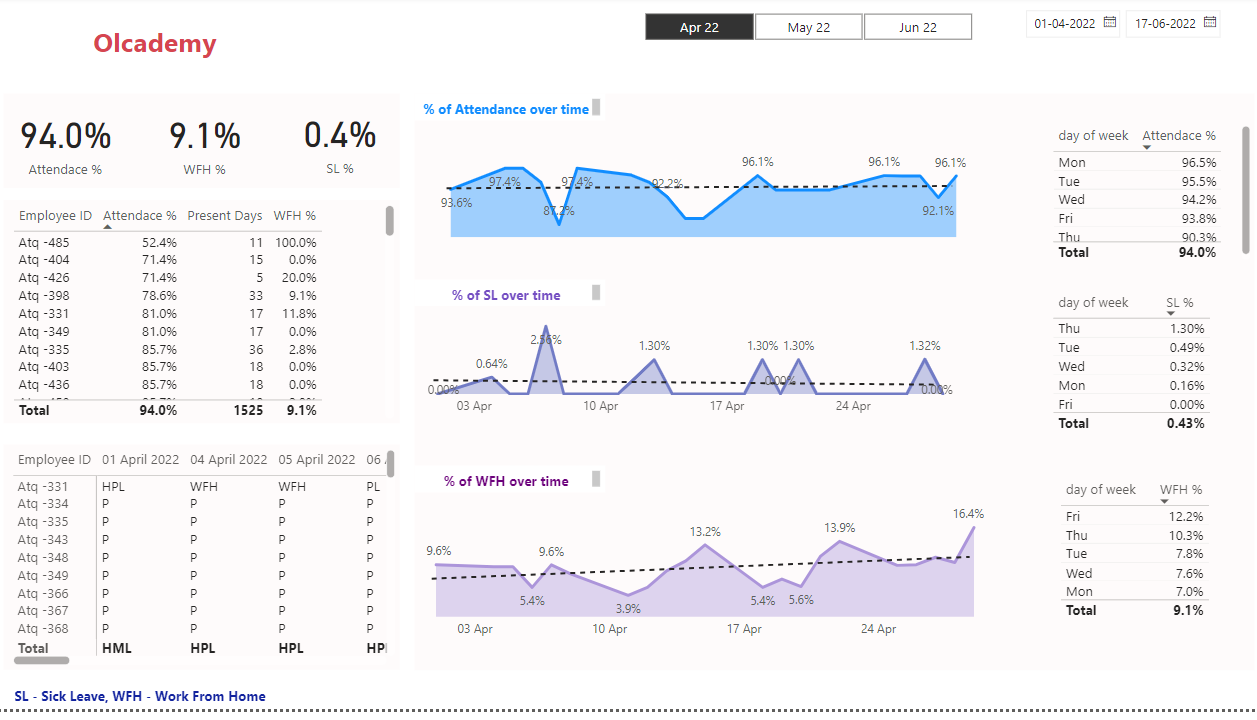 Olcademy
Apr 22 May 22 Jun 22
01-04-2022 17-06-2022
94.0% 9.1% 0.4%
Attendace % WFH % SL %
Employee ID Attendace % Present Days WFH %
Atq -485 52.4% 11 100.0%
Atq -404 71.4% 15 0.0%
Atq -426 71.4% 5 20.0%
Atq -398 78.6% 33 9.1%
Atq -331 81.0% 17 11.8%
Atq -349 81.0% 17 0.0%
Atq -335 85.7% 36 2.8%
Atq -403 85.7% 18 0.0%
Atq -436 85.7% 18 0.0%
Total 94.0% 1525 9.1%
Employee ID 01 April 2022 04 April 2022 05 April 2022 06
Atq -331 HPL WFH WFH PL
Atq -334 P P P P
Atq -335 P P P P
Atq -343 P P P P
Atq -348 P P P P
Atq -349 P P P P
Atq -366 P P P P
Atq -367 P P P P
Atq -368 P P P P
Total HML HPL HPL HP
% of Attendance over time
96.1% 96.1% 96.1%
97.4% 97.4% 92.2%
93.6% 87.2% 92.1%
% of SL over time
2.56%
0.64% 1.30% 1.30% 1.30% 1.32%
0.00% 0.00% 0.00%
03 Apr 10 Apr 17 Apr 24 Apr
% of WFH over time
16.4%
13.2% 13.9%
9.6% 9.6%
5.4% 3.9% 5.4% 5.6%
03 Apr 10 Apr 17 Apr 24 Apr
day of week Attendace %
Mon 96.5%
Tue 95.5%
Wed 94.2%
Fri 93.8%
Thu 90.3%
Total 94.0%
day of week SL %
Thu 1.30%
Tue 0.49%
Wed 0.32%
Mon 0.16%
Fri 0.00%
Total 0.43%
day of week WFH %
Fri 12.2%
Thu 10.3%
Tue 7.8%
Wed 7.6%
Mon 7.0%
Total 9.1%
SL - Sick Leave, WFH - Work From Home